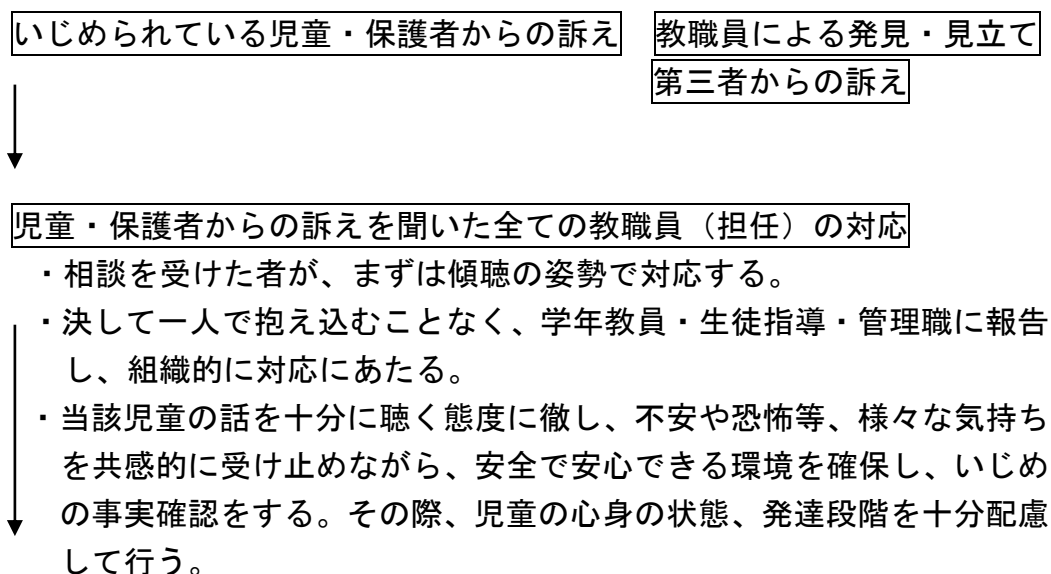 いじめられている児童・保護者からの訴え 教職員による発見・見立て
第三者からの訴え
児童・保護者からの訴えを聞いた全ての教職員（担任）の対応
・相談を受けた者が、まずは傾聴の姿勢で対応する。
・決して一人で抱え込むことなく、学年教員・生徒指導・管理職に報告
し、組織的に対応にあたる。
・当該児童の話を十分に聴く態度に徹し、不安や恐怖等、様々な気持ち
を共感的に受け止めながら、安全で安心できる環境を確保し、いじめ
の事実確認をする。その際、児童の心身の状態、発達段階を十分配慮
して行う。